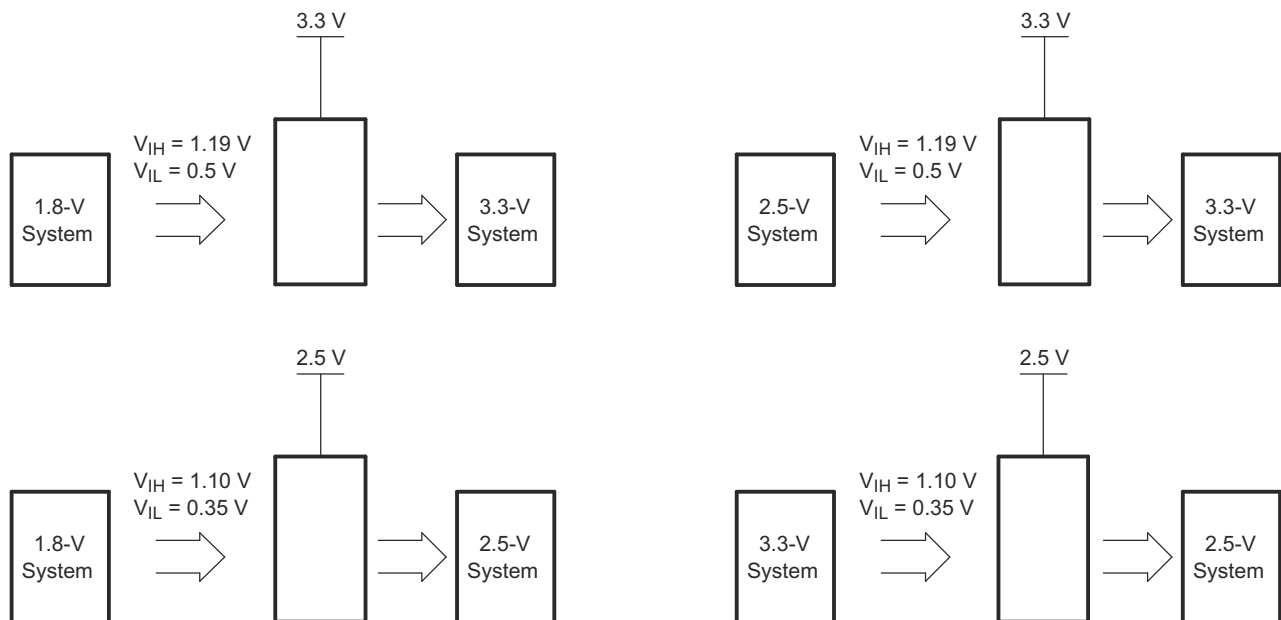 3.3 V
V_IH = 1.19 V
V_IL = 0.5 V
1.8-V
System
3.3-V
System
3.3 V
V_IH = 1.19 V
V_IL = 0.5 V
2.5-V
System
3.3-V
System
2.5 V
V_IH = 1.10 V
V_IL = 0.35 V
1.8-V
System
2.5-V
System
2.5 V
V_IH = 1.10 V
V_IL = 0.35 V
3.3-V
System
2.5-V
System